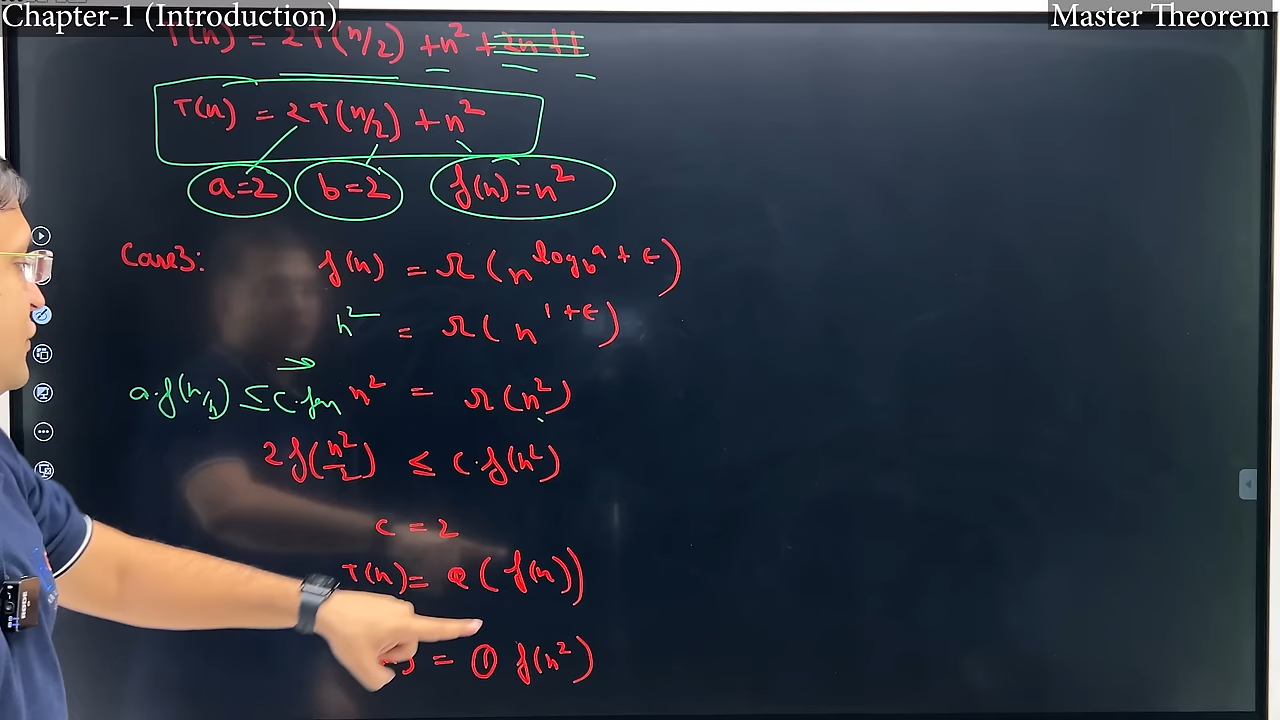 Chapter-1 (Introduction)
Master Theorem
T(n) = 2T(n/2) + n² + 2n + 1
T(n) = 2T(n/2) + n²
a=2 b=2 f(n)=n²
Case3: f(n) = Ω(n^{log_b a + ε})
n² = Ω(n^{1+ε})
a.f(n/b) ≤ c.f(n) n² = Ω(n²)
2f(n²/2) ≤ c.f(n²)
c = 2
T(n) = Θ(f(n))
= Θ f(n²)